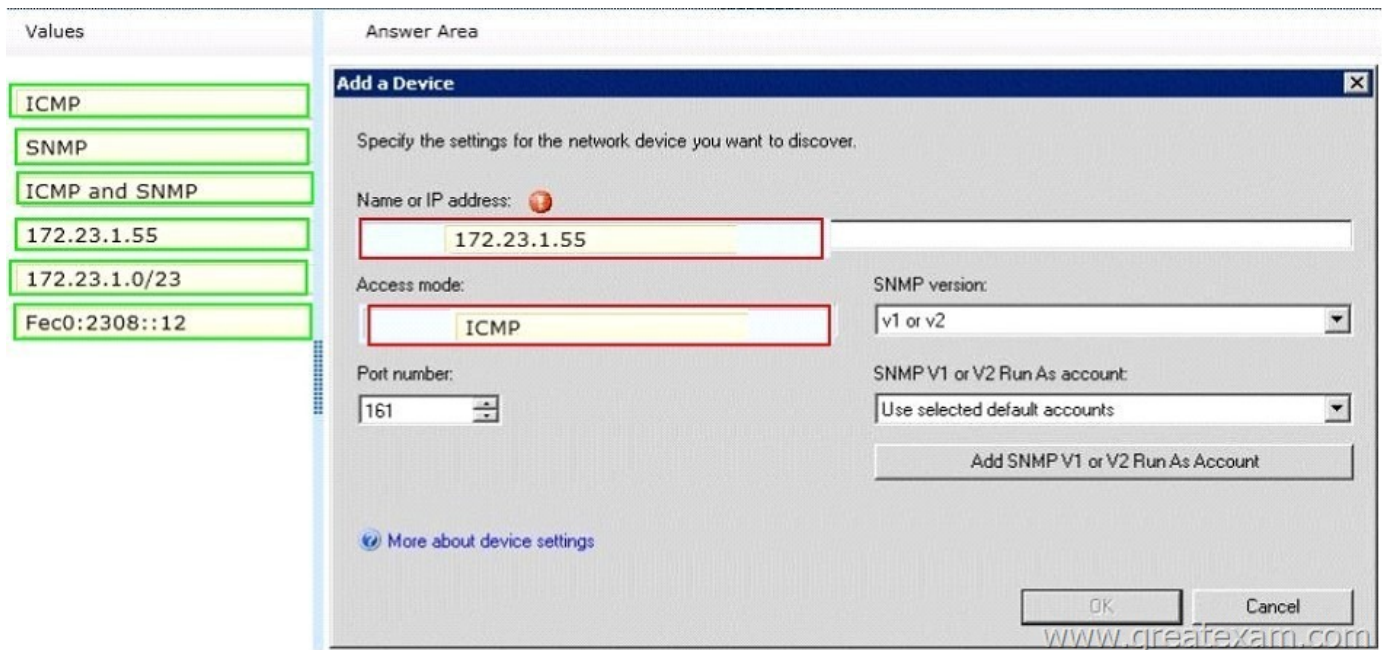 Values
Answer Area
ICMP
SNMP
ICMP and SNMP
172.23.1.55
172.23.1.0/23
Fec0:2308::12
Add a Device
Specify the settings for the network device you want to discover.
Name or IP address:
172.23.1.55
Access mode:
SNMP version:
ICMP
v1 or v2
Port number:
SNMP V1 or V2 Run As account:
161
Use selected default accounts
Add SNMP V1 or V2 Run As Account
More about device settings
OK
Cancel
www.greatexam.com